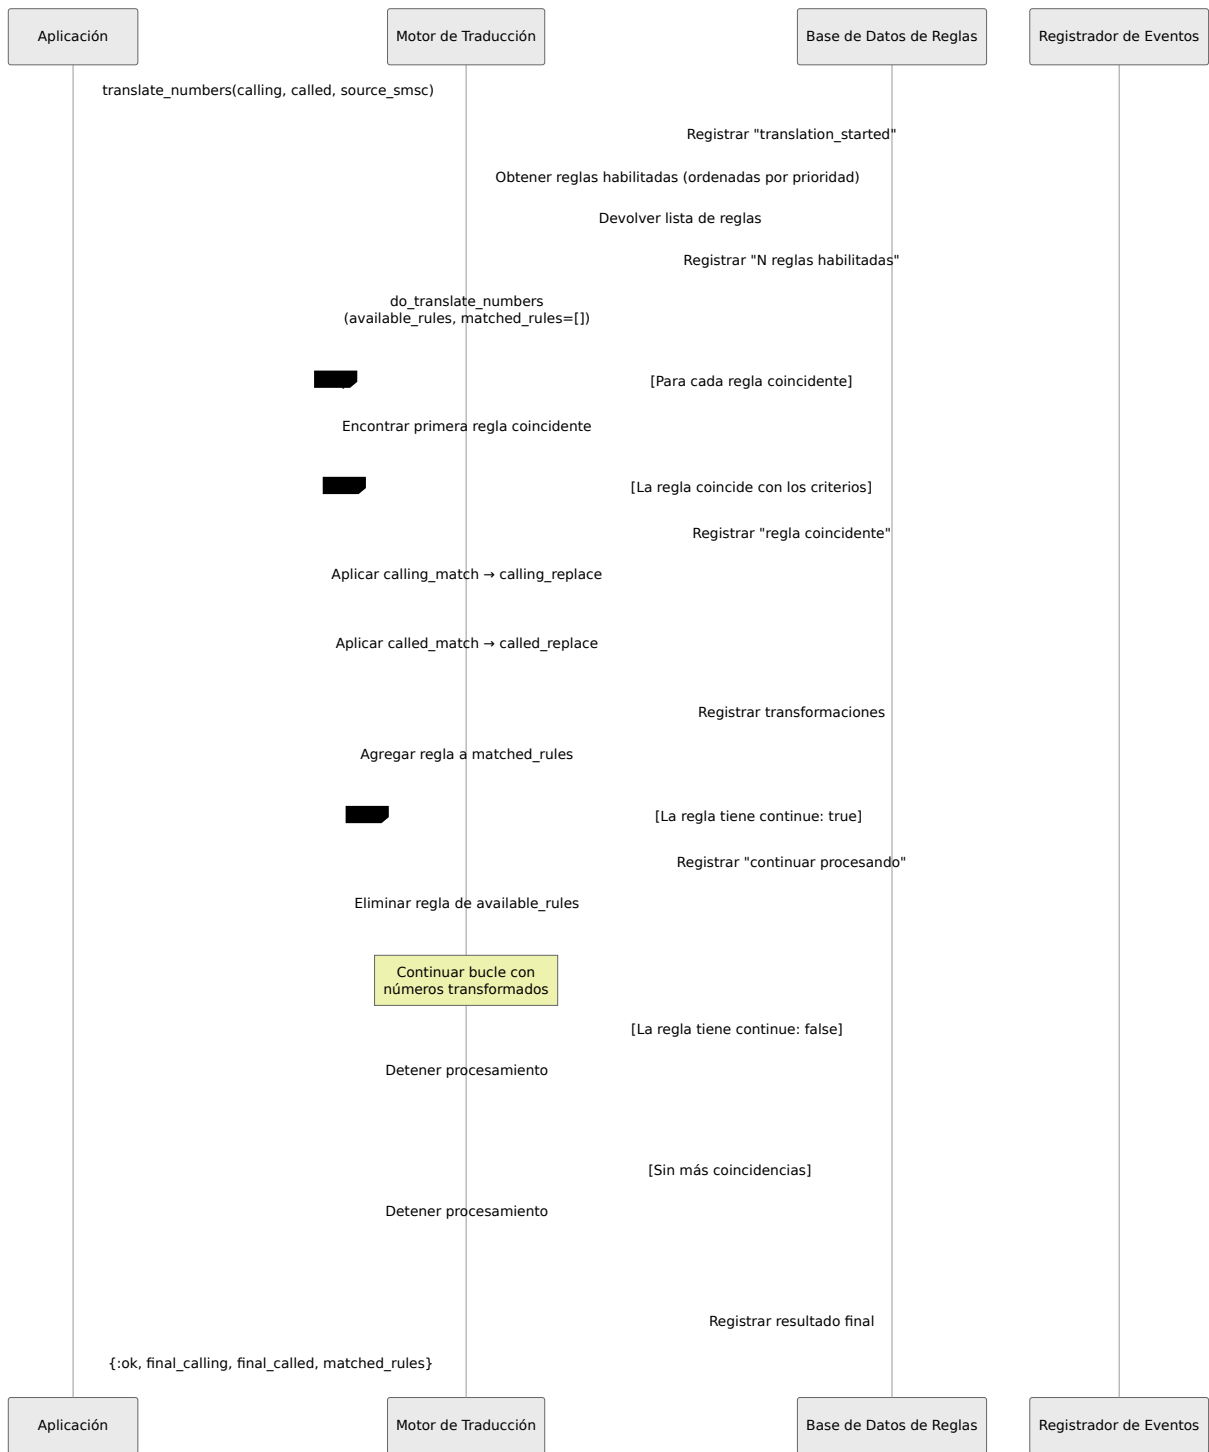 Aplicación
Motor de Traducción
Base de Datos de Reglas
Registrador de Eventos
translate_numbers(calling, called, source_smsc)
Registrar "translation_started"
Obtener reglas habilitadas (ordenadas por prioridad)
Devolver lista de reglas
Registrar "N reglas habilitadas"
do_translate_numbers
(available_rules, matched_rules=[])
[Para cada regla coincidente]
Encontrar primera regla coincidente
[La regla coincide con los criterios]
Registrar "regla coincidente"
Aplicar calling_match → calling_replace
Aplicar called_match → called_replace
Registrar transformaciones
Agregar regla a matched_rules
[La regla tiene continue: true]
Registrar "continuar procesando"
Eliminar regla de available_rules
Continuar bucle con
números transformados
[La regla tiene continue: false]
Detener procesamiento
[Sin más coincidencias]
Detener procesamiento
Registrar resultado final
{:ok, final_calling, final_called, matched_rules}
Aplicación
Motor de Traducción
Base de Datos de Reglas
Registrador de Eventos